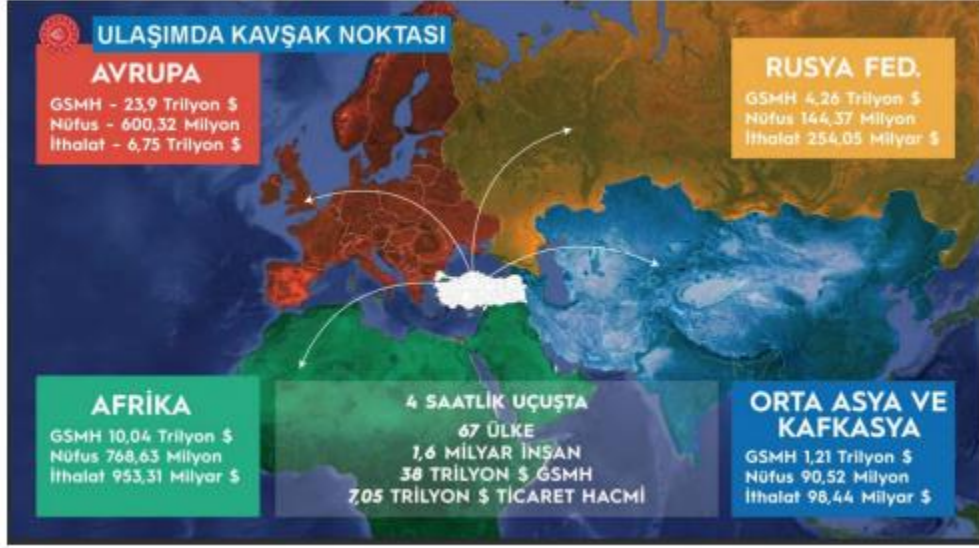 ULAŞIMDA KAVŞAK NOKTASI
AVRUPA
GSMH - 23,9 Trilyon $
Nüfus - 600,32 Milyon
İthalat - 6,75 Trilyon $
RUSYA FED.
GSMH 4,26 Trilyon $
Nüfus 144,37 Milyon
İthalat 254,05 Milyar $
AFRİKA
GSMH 10,04 Trilyon $
Nüfus 768,63 Milyon
İthalat 953,31 Milyar $
4 SAATLİK UÇUŞTA
67 ÜLKE
1,6 MİLYAR İNSAN
38 TRİLYON $ GSMH
7,05 TRİLYON $ TİCARET HACMİ
ORTA ASYA VE
KAFKASYA
GSMH 1,21 Trilyon $
Nüfus 90,52 Milyon
İthalat 98,44 Milyar $